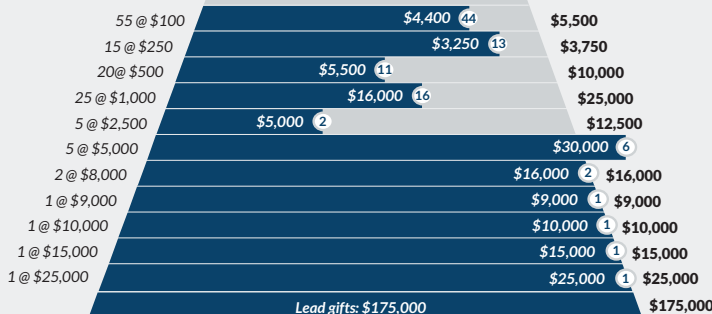 55 @ $100 $4,400 44 $5,500
15 @ $250 $3,250 13 $3,750
20@ $500 $5,500 11 $10,000
25 @ $1,000 $16,000 16 $25,000
5 @ $2,500 $5,000 2 $12,500
5 @ $5,000 $30,000 6
2 @ $8,000 $16,000 2 $16,000
1 @ $9,000 $9,000 1 $9,000
1 @ $10,000 $10,000 1 $10,000
1 @ $15,000 $15,000 1 $15,000
1 @ $25,000 $25,000 1 $25,000
Lead gifts: $175,000 $175,000